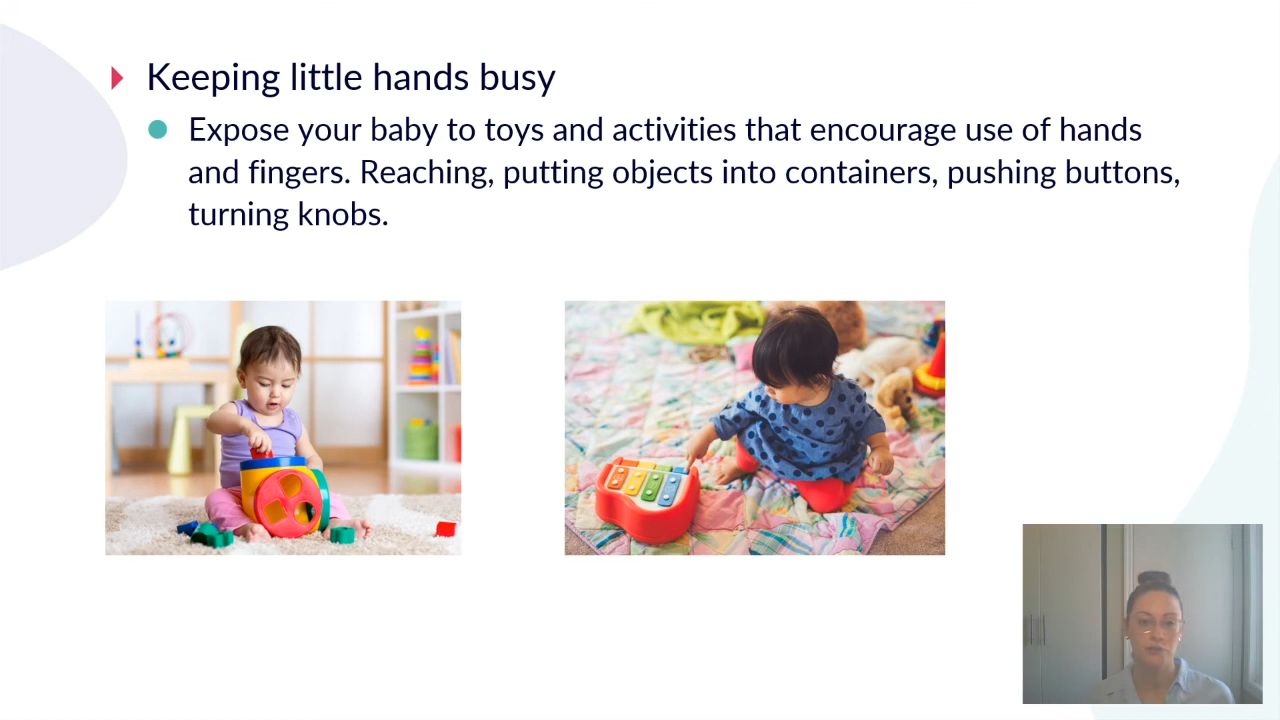 Keeping little hands busy
Expose your baby to toys and activities that encourage use of hands
and fingers. Reaching, putting objects into containers, pushing buttons,
turning knobs.